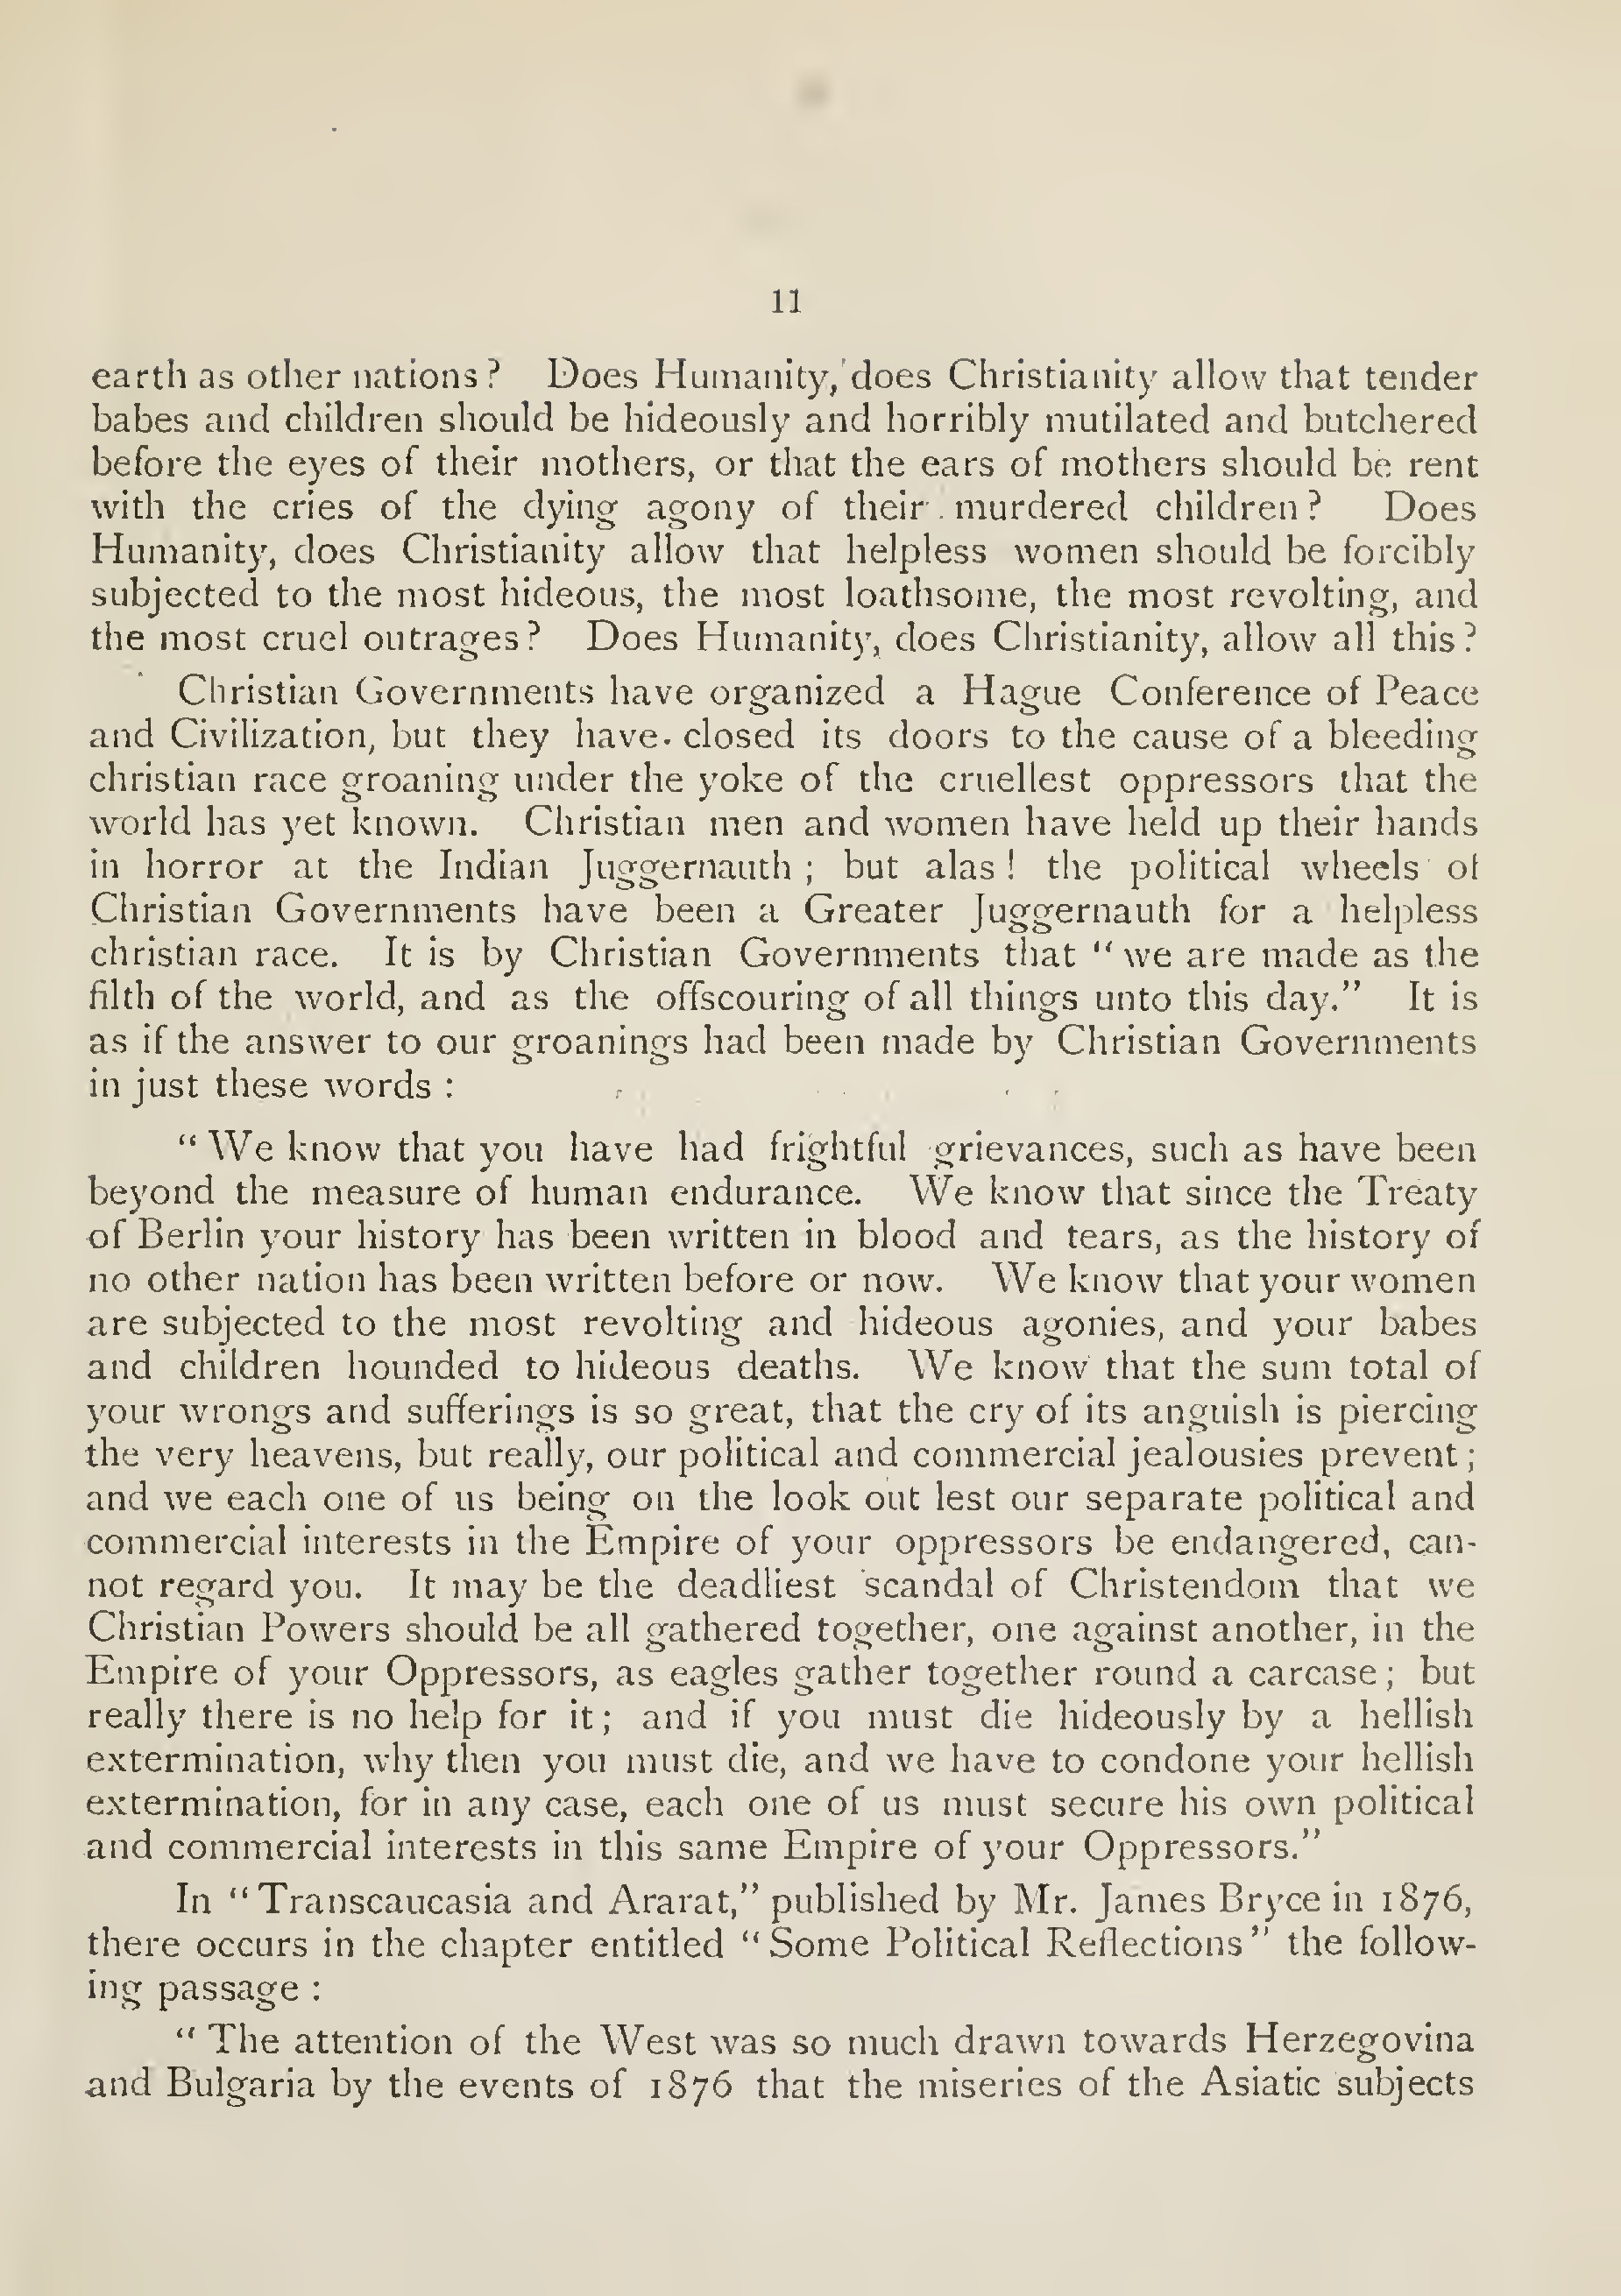 11
earth as other nations ? Does Humanity, does Christianity allow that tender
babes and children should be hideously and horribly mutilated and butchered
before the eyes of their mothers, or that the ears of mothers should be rent
with the cries of the dying agony of their murdered children ? Does
Humanity, does Christianity allow that helpless women should be forcibly
subjected to the most hideous, the most loathsome, the most revolting, and
the most cruel outrages ? Does Humanity, does Christianity, allow all this ?
Christian Governments have organized a Hague Conference of Peace
and Civilization, but they have closed its doors to the cause of a bleeding
christian race groaning under the yoke of the cruellest oppressors that the
world has yet known. Christian men and women have held up their hands
in horror at the Indian Juggernauth ; but alas ! the political wheels of
Christian Governments have been a Greater Juggernauth for a helpless
christian race. It is by Christian Governments that “ we are made as the
filth of the world, and as the offscouring of all things unto this day.” It is
as if the answer to our groanings had been made by Christian Governments
in just these words :
“ We know that you have had frightful grievances, such as have been
beyond the measure of human endurance. We know that since the Treaty
of Berlin your history has been written in blood and tears, as the history of
no other nation has been written before or now. We know that your women
are subjected to the most revolting and hideous agonies, and your babes
and children hounded to hideous deaths. We know that the sum total of
your wrongs and sufferings is so great, that the cry of its anguish is piercing
the very heavens, but really, our political and commercial jealousies prevent ;
and we each one of us being on the look out lest our separate political and
commercial interests in the Empire of your oppressors be endangered, can-
not regard you. It may be the deadliest scandal of Christendom that we
Christian Powers should be all gathered together, one against another, in the
Empire of your Oppressors, as eagles gather together round a carcase ; but
really there is no help for it ; and if you must die hideously by a hellish
extermination, why then you must die, and we have to condone your hellish
extermination, for in any case, each one of us must secure his own political
and commercial interests in this same Empire of your Oppressors.”
In “ Transcaucasia and Ararat,” published by Mr. James Bryce in 1876,
there occurs in the chapter entitled “ Some Political Reflections ” the follow-
ing passage :
“ The attention of the West was so much drawn towards Herzegovina
and Bulgaria by the events of 1876 that the miseries of the Asiatic subjects